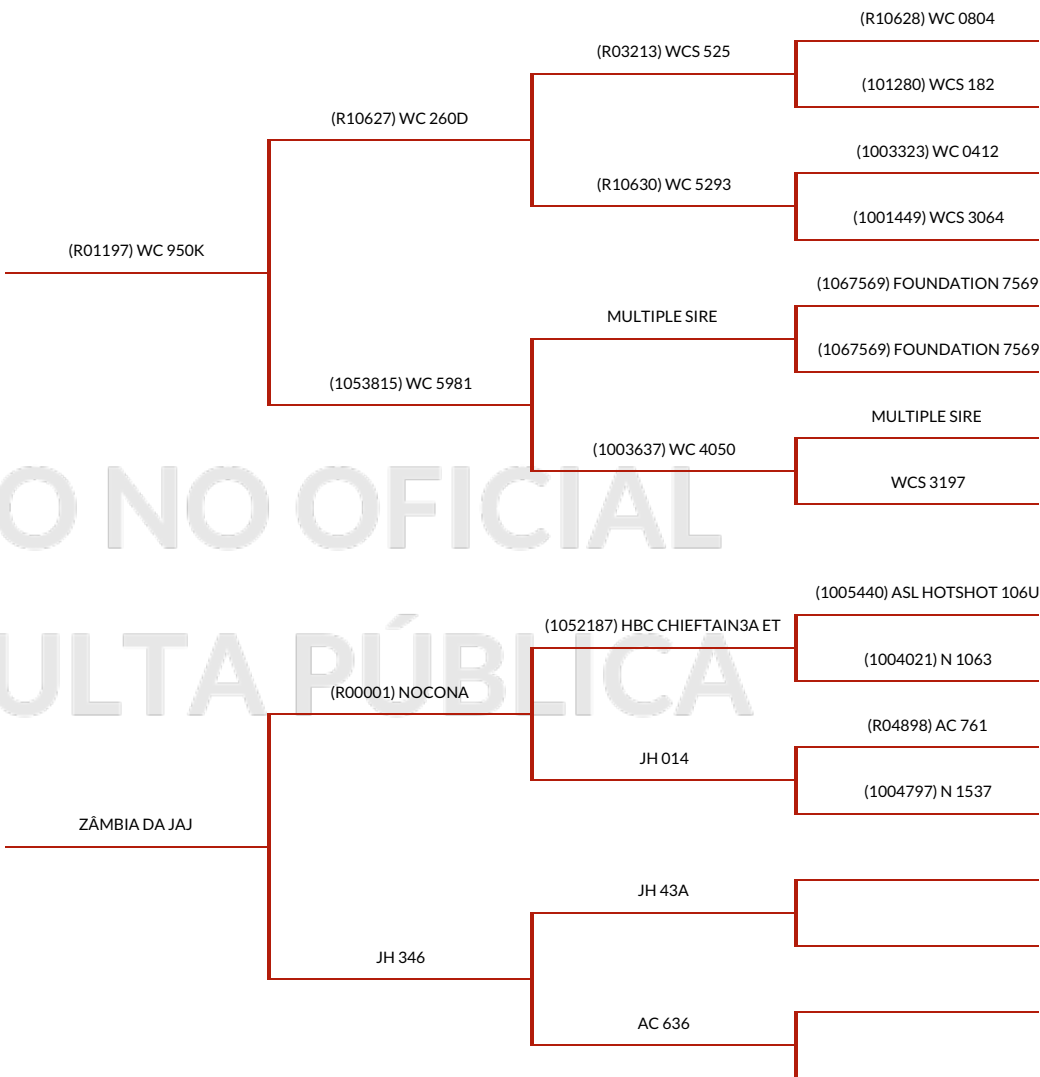 (R10628) WC 0804
(R03213) WCS 525
(101280) WCS 182
(R10627) WC 260D
(1003323) WC 0412
(R10630) WC 5293
(1001449) WCS 3064
(R01197) WC 950K
(1067569) FOUNDATION 7569
MULTIPLE SIRE
(1067569) FOUNDATION 7569
(1053815) WC 5981
MULTIPLE SIRE
(1003637) WC 4050
WCS 3197
O NO OFICIAL
(1005440) ASL HOTSHOT 106U
(1052187) HBC CHIEFTAIN3A ET
(1004021) N 1063
ULTA PÚBLICA
(R00001) NOCONA
(R04898) AC 761
JH 014
(1004797) N 1537
ZÂMBIA DA JAJ
JH 43A
JH 346
AC 636